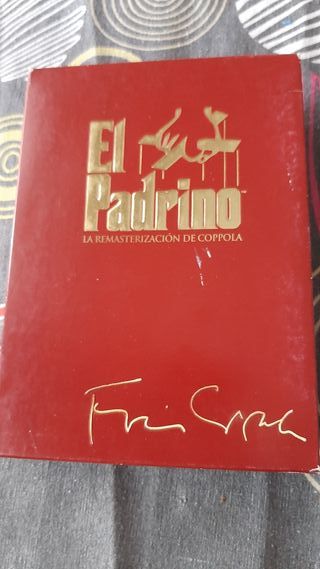 El
Padrino
LA REMASTERIZACIÓN DE COPPOLA